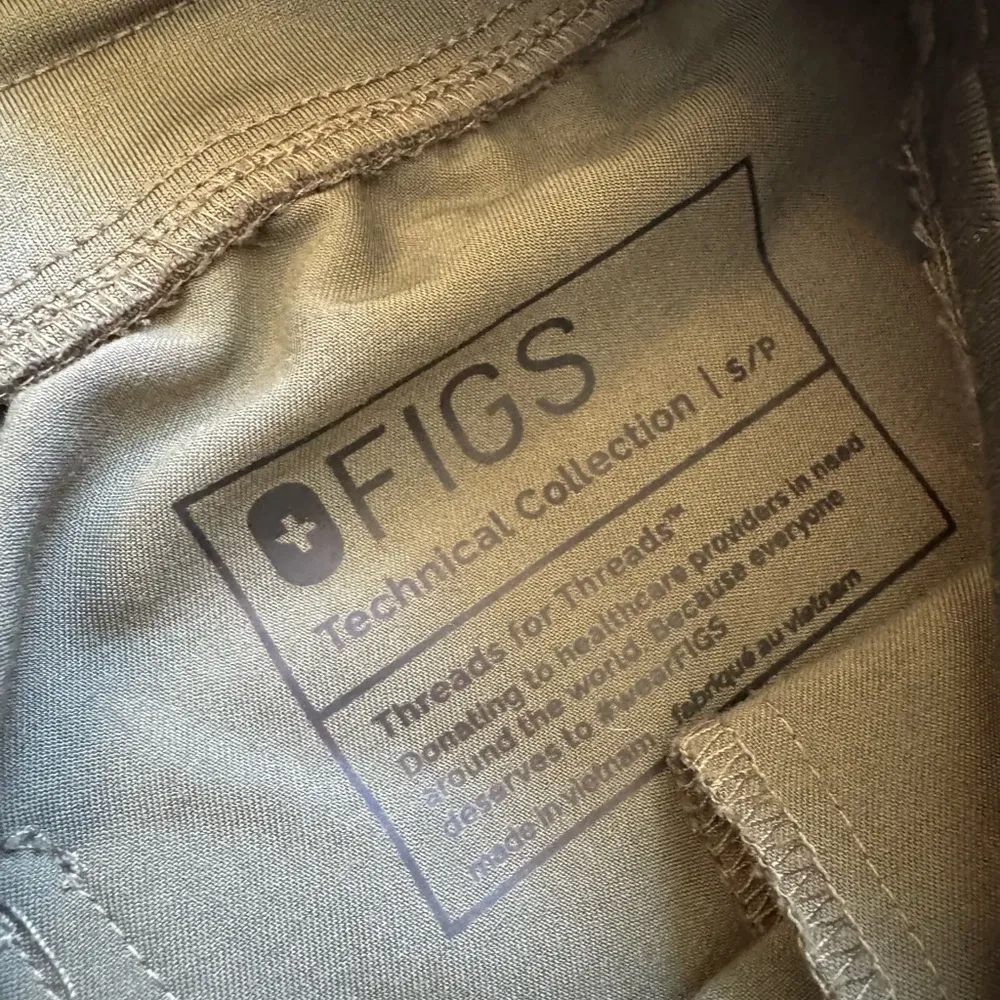 FIGS
Technical Collection | S/P
Threads for Threads™
Donating to healthcare providers in need
around the world. Because everyone
deserves to #wearFIGS
made in vietnam fabriqué au vietnam